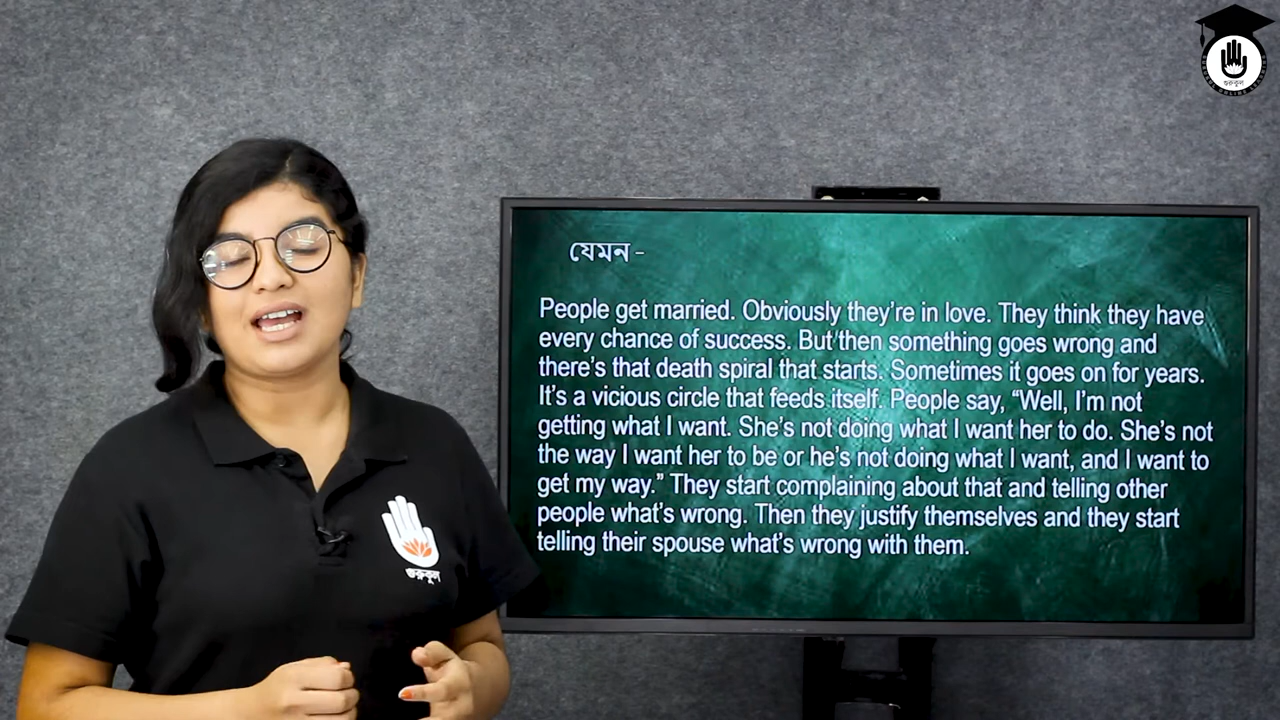 যেমন -
People get married. Obviously they're in love. They think they have
every chance of success. But then something goes wrong and
there's that death spiral that starts. Sometimes it goes on for years.
It's a vicious circle that feeds itself. People say, “Well, I'm not
getting what I want. She's not doing what I want her to do. She's not
the way I want her to be or he's not doing what I want, and I want to
get my way.” They start complaining about that and telling other
people what's wrong. Then they justify themselves and they start
telling their spouse what's wrong with them.
গুরুকুল
গুরুকুল